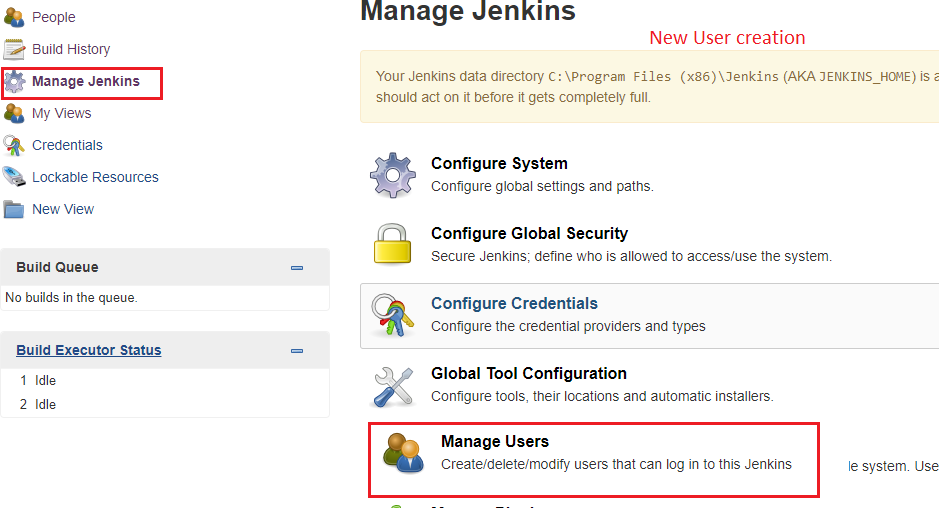 People
Build History
Manage Jenkins
My Views
Credentials
Lockable Resources
New View
Build Queue
No builds in the queue.
Build Executor Status
1 Idle
2 Idle
Manage Jenkins
New User creation
Your Jenkins data directory C:\Program Files (x86)\Jenkins (AKA JENKINS_HOME) is a
should act on it before it gets completely full.
Configure System
Configure global settings and paths.
Configure Global Security
Secure Jenkins; define who is allowed to access/use the system.
Configure Credentials
Configure the credential providers and types
Global Tool Configuration
Configure tools, their locations and automatic installers.
Manage Users
Create/delete/modify users that can log in to this Jenkins
le system. Use